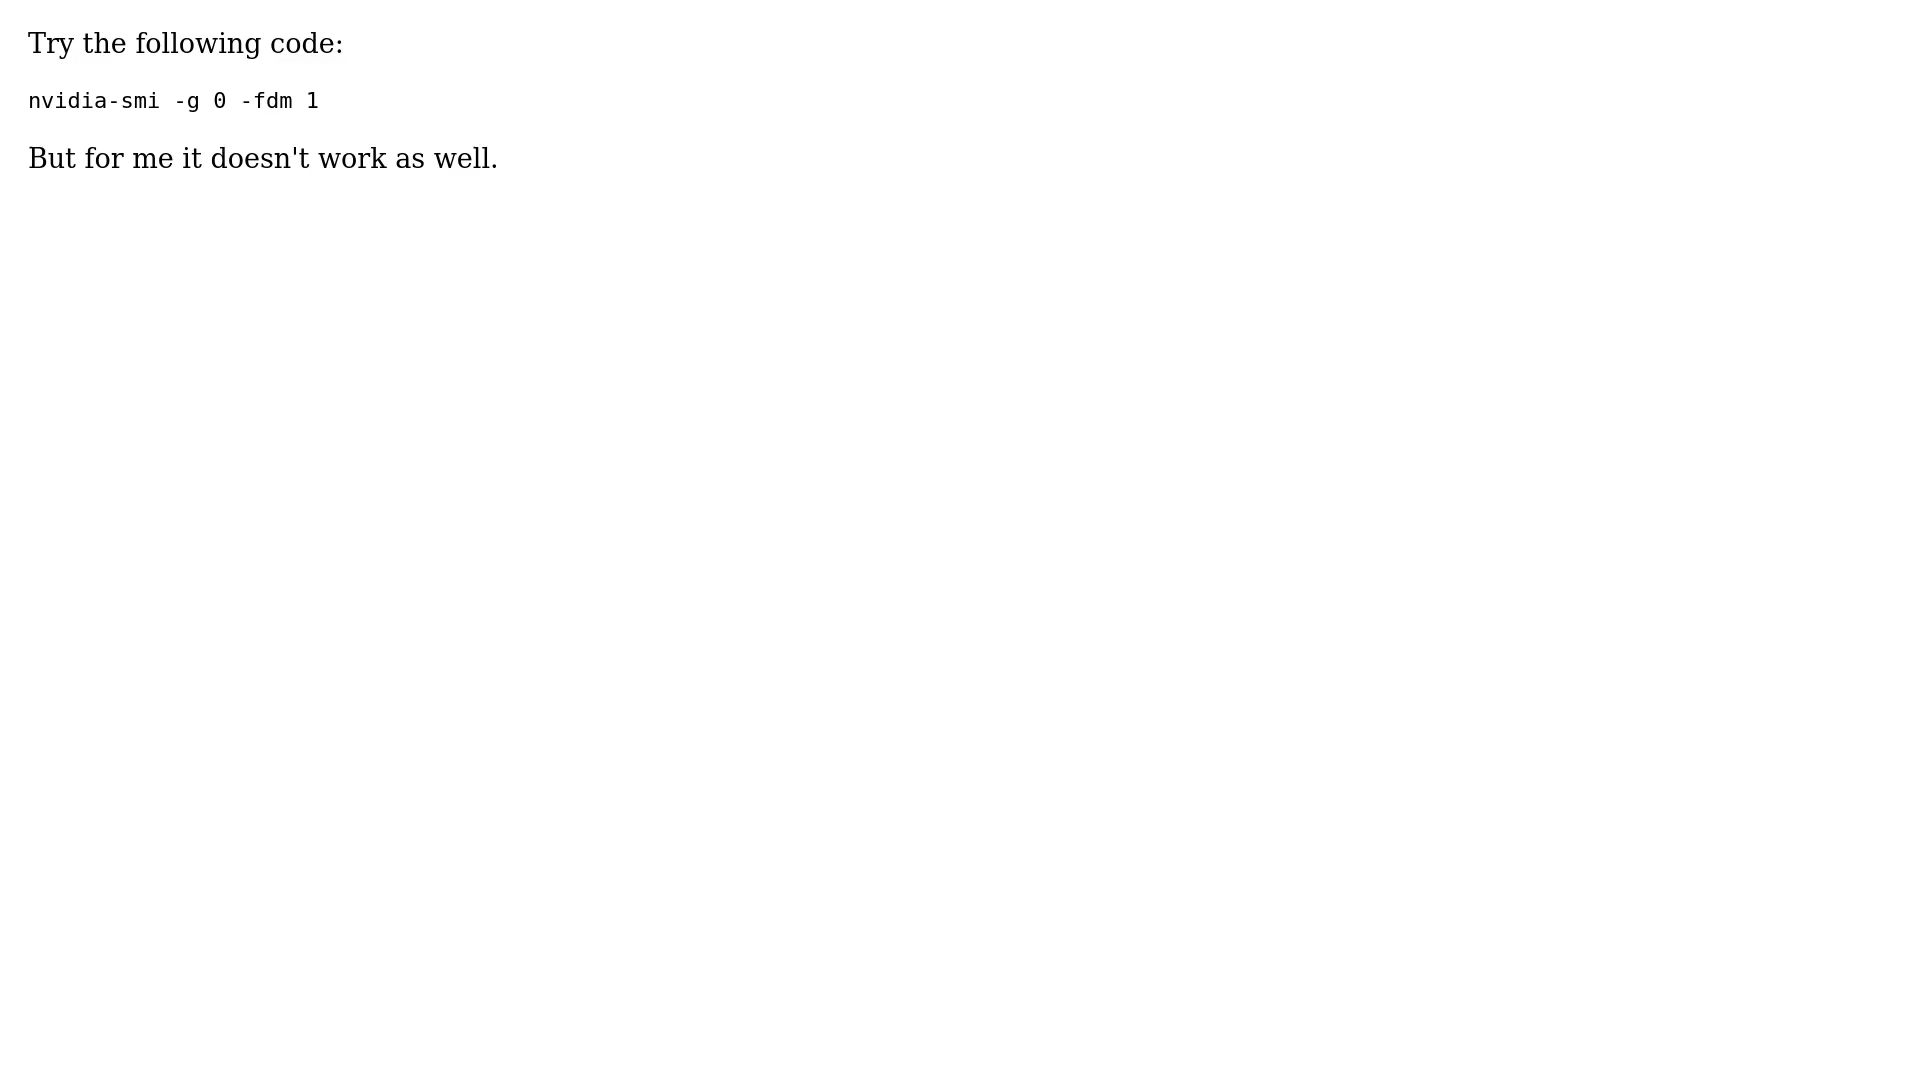 Try the following code:
nvidia-smi -g 0 -fdm 1
But for me it doesn't work as well.